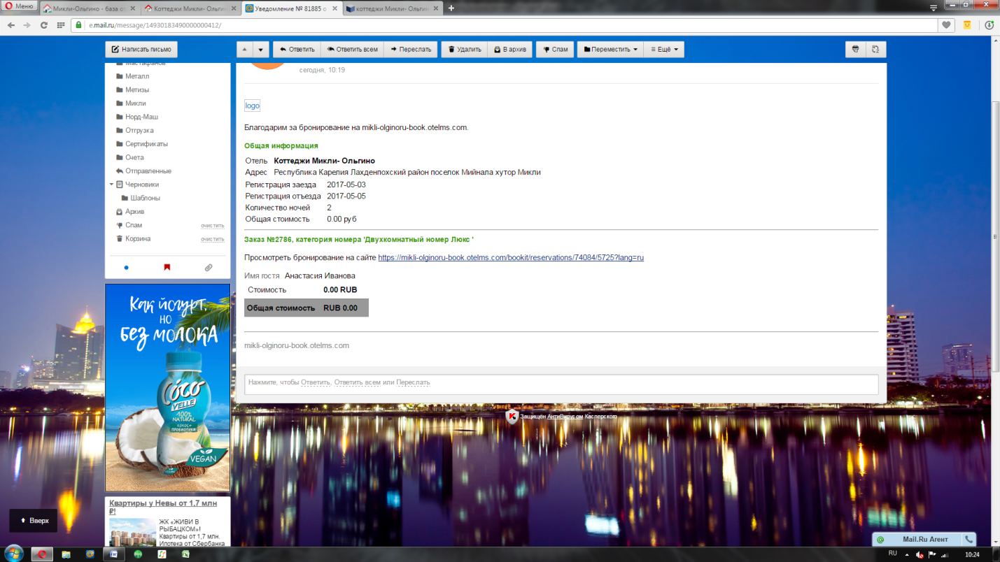 Меню
Микли-Ольгино - база от
Коттеджи Микли- Ольгин
Уведомление № 81885 о
коттеджи Микли- Ольгин
e.mail.ru/message/14930183490000000412/
Написать письмо
Ответить
Ответить всем
Переслать
Удалить
В архив
Спам
Переместить
Ещё
Мастафанов
Металл
Метизы
Микли
Норд-Маш
Отгрузка
Сертификаты
Счета
Отправленные
Черновики
Шаблоны
Архив
Спам очистить
Корзина очистить
сегодня, 10:19
logo
Благодарим за бронирование на mikli-olginoru-book.otelms.com.
Общая информация
Отель Коттеджи Микли- Ольгино
Адрес Республика Карелия Лахденпохский район поселок Мийнала хутор Микли
Регистрация заезда 2017-05-03
Регистрация отъезда 2017-05-05
Количество ночей 2
Общая стоимость 0.00 руб
Заказ №2786, категория номера 'Двухкомнатный номер Люкс '
Просмотреть бронирование на сайте https://mikli-olginoru-book.otelms.com/bookit/reservations/74084/5725?lang=ru
Имя гостя Анастасия Иванова
Стоимость 0.00 RUB
Общая стоимость RUB 0.00
mikli-olginoru-book.otelms.com
Нажмите, чтобы Ответить, Ответить всем или Переслать
Защищён АнтиВирусом Касперского
Как йогурт,
но
без молока
Coco
VELLE
100%
NATURAL
КОКОС+
ПРОБИОТИКИ
VEGAN
Квартиры у Невы от 1,7 млн
₽!
ЖК «ЖИВИ В
РЫБАЦКОМ»!
Квартиры от 1,7 млн.
Ипотека от Сбербанка
Вверх
Mail.Ru Агент
RU
10:24